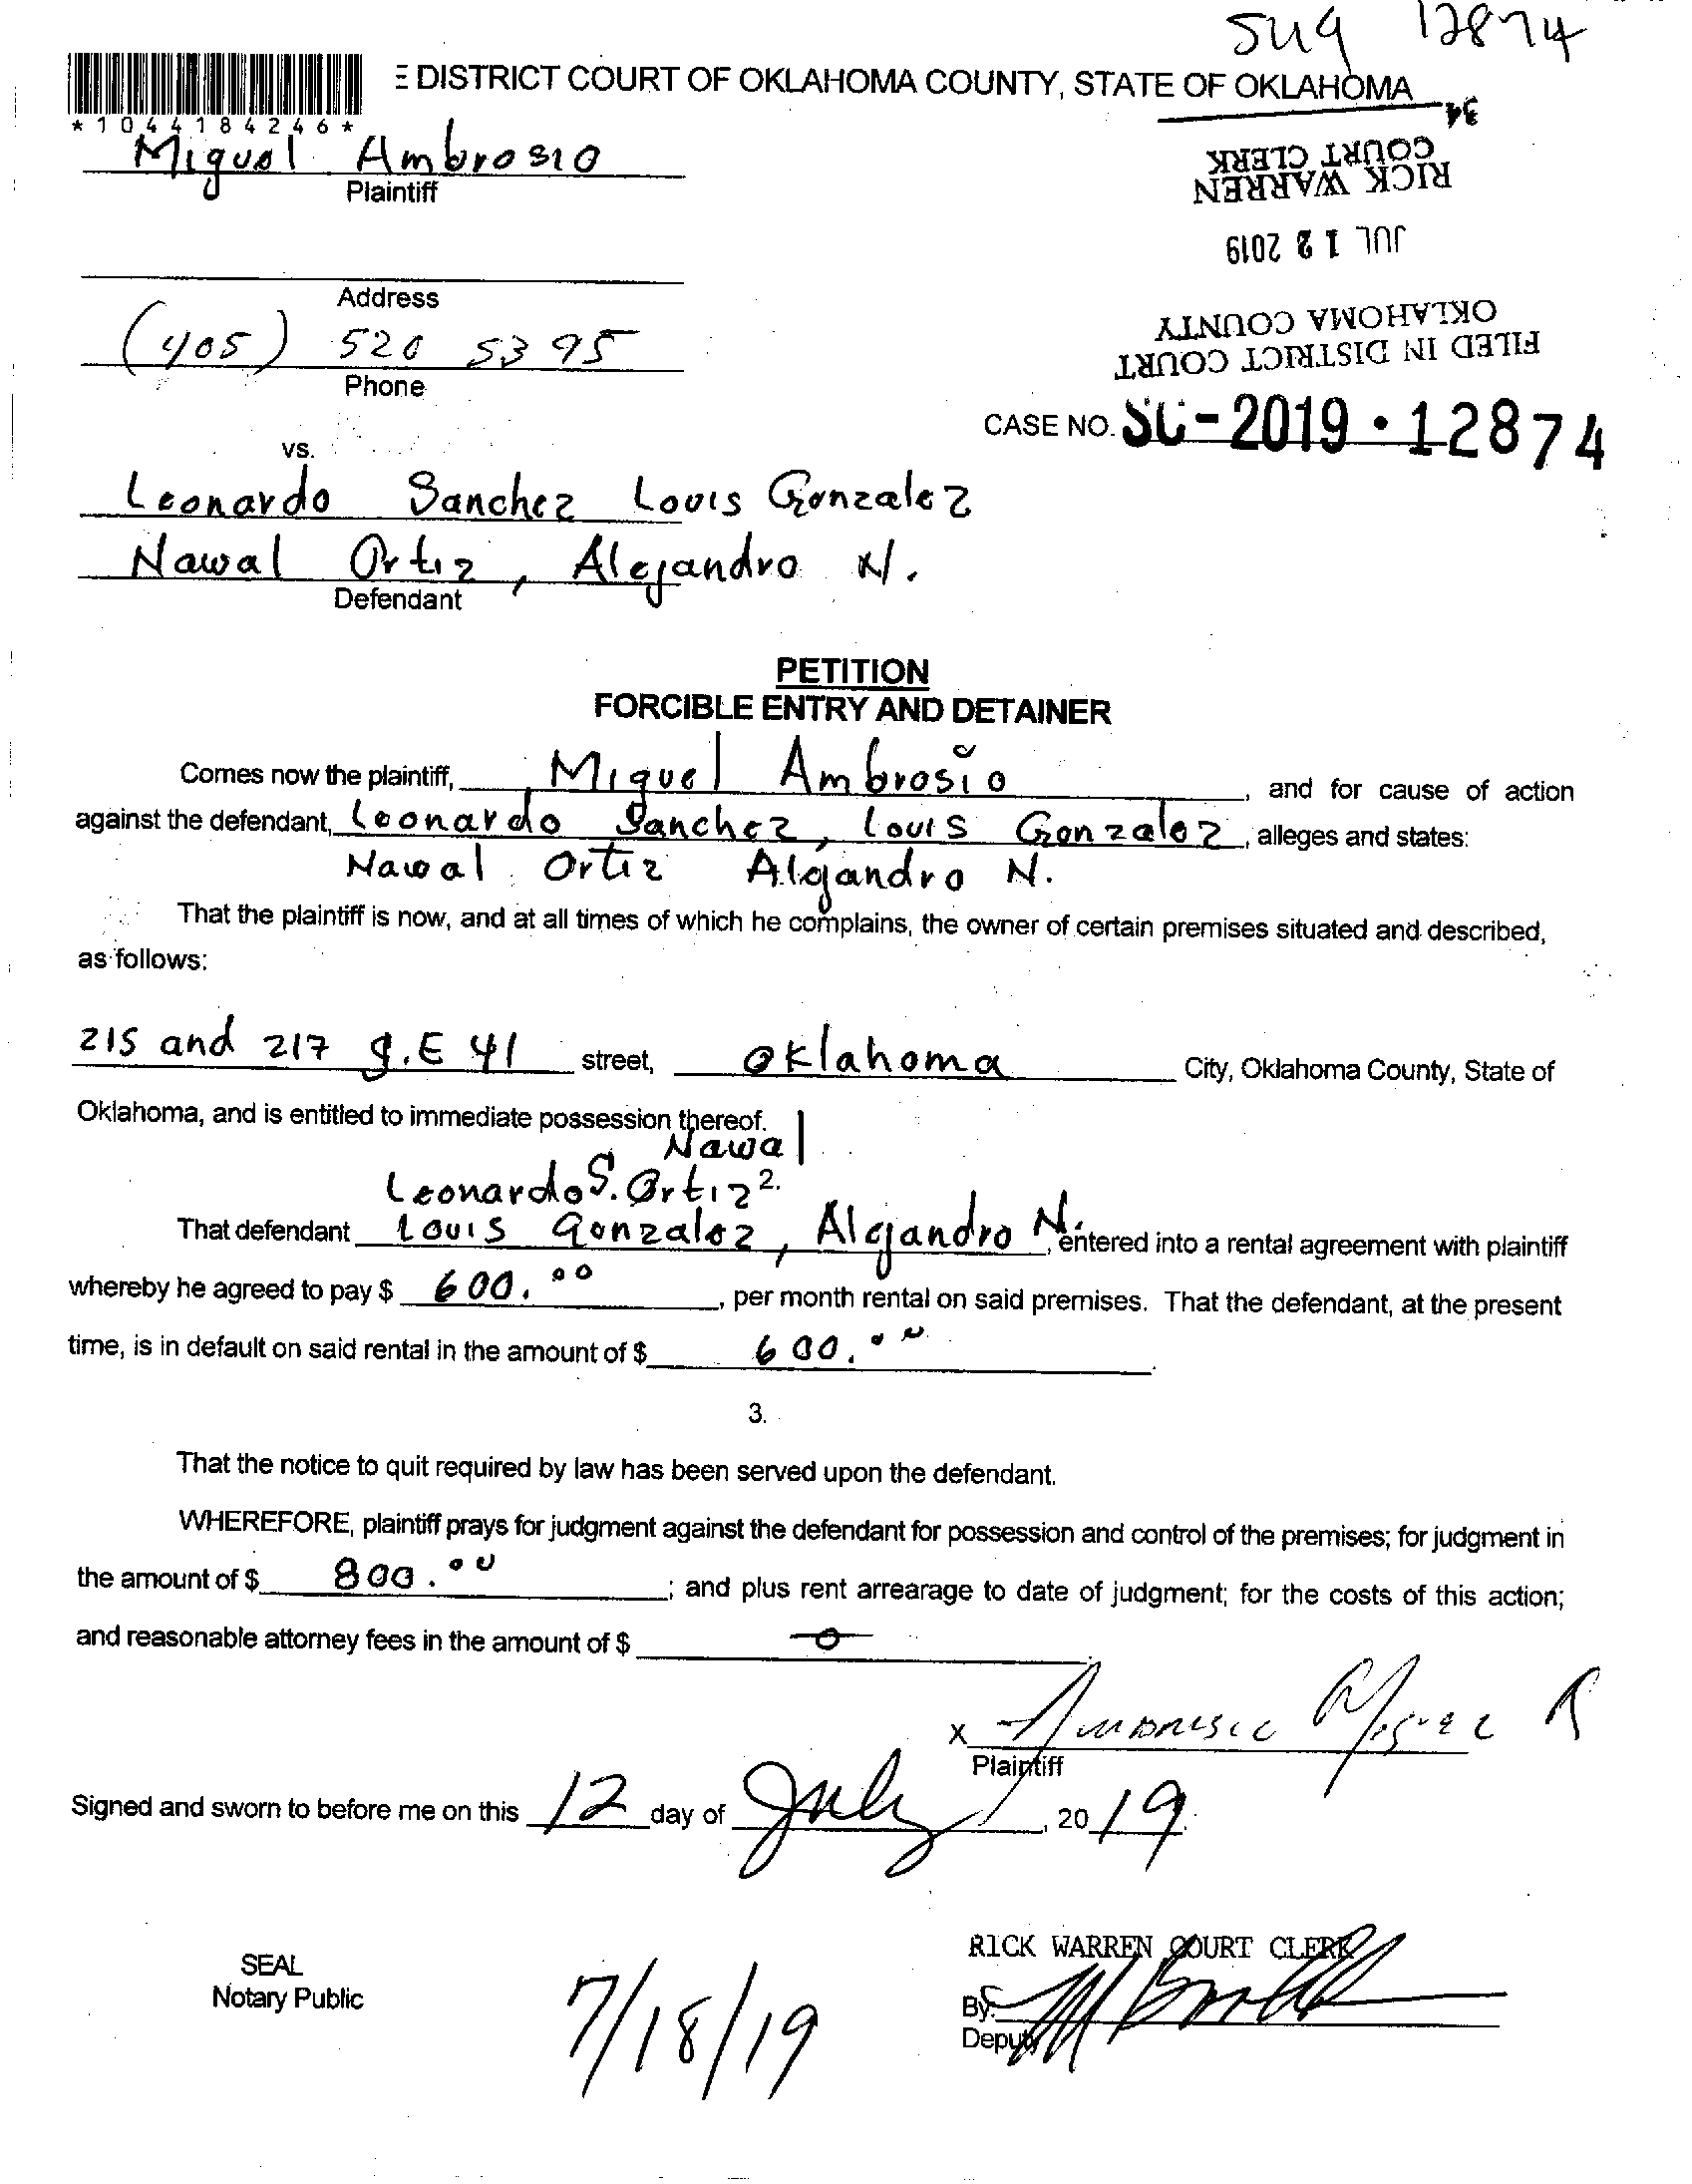 SC 19 12874
E DISTRICT COURT OF OKLAHOMA COUNTY, STATE OF OKLAHOMA
*1044184246*
34
Miguel Ambrosio
Plaintiff
RICK WARREN
COURT CLERK
JUL 12 2019
FILED IN DISTRICT COURT
OKLAHOMA COUNTY
Address
(405) 520 5395
Phone
CASE NO. SC-2019·12874
vs.
Leonardo Sanchez Louis Gonzalez
Nawal Ortiz, Alejandro N.
Defendant
PETITION
FORCIBLE ENTRY AND DETAINER
Comes now the plaintiff, Miguel Ambrosio, and for cause of action
against the defendant, Leonardo Sanchez, Louis Gonzalez, alleges and states:
Nawal Ortiz Alejandro N.
That the plaintiff is now, and at all times of which he complains, the owner of certain premises situated and described,
as follows:
215 and 217 S.E 41 street, Oklahoma City, Oklahoma County, State of
Oklahoma, and is entitled to immediate possession thereof.
Nawal
Leonardo S. Ortiz 2.
That defendant Louis Gonzalez, Alejandro N., entered into a rental agreement with plaintiff
whereby he agreed to pay $ 600.00, per month rental on said premises. That the defendant, at the present
time, is in default on said rental in the amount of $ 600.00.
3.
That the notice to quit required by law has been served upon the defendant.
WHEREFORE, plaintiff prays for judgment against the defendant for possession and control of the premises; for judgment in
the amount of $ 800.00; and plus rent arrearage to date of judgment; for the costs of this action;
and reasonable attorney fees in the amount of $ 0
X Ambrosio Miguel R
Plaintiff
Signed and sworn to before me on this 12 day of July, 2019.
SEAL
Notary Public
7/18/19
RICK WARREN COURT CLERK
By:
Deputy